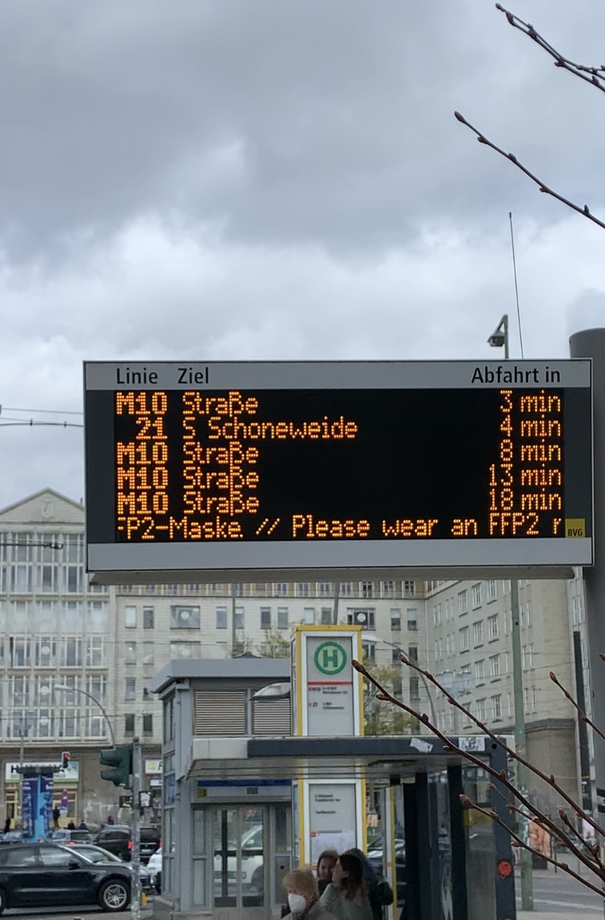 Linie Ziel Abfahrt in
M10 Straße 3 min
21 S Schoneweide 4 min
M10 Straße 8 min
M10 Straße 13 min
M10 Straße 18 min
FP2-Maske // Please wear an FFP2
BVG
H